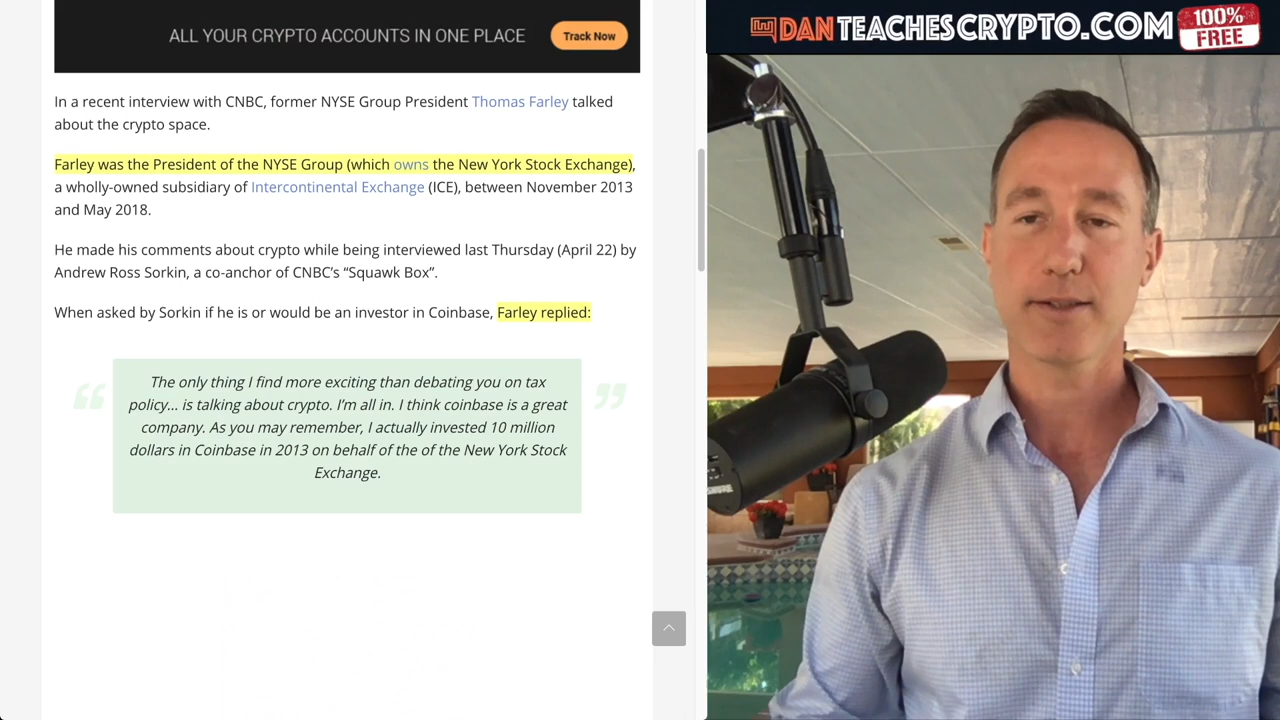 ALL YOUR CRYPTO ACCOUNTS IN ONE PLACE
Track Now
In a recent interview with CNBC, former NYSE Group President Thomas Farley talked
about the crypto space.
Farley was the President of the NYSE Group (which owns the New York Stock Exchange),
a wholly-owned subsidiary of Intercontinental Exchange (ICE), between November 2013
and May 2018.
He made his comments about crypto while being interviewed last Thursday (April 22) by
Andrew Ross Sorkin, a co-anchor of CNBC’s “Squawk Box”.
When asked by Sorkin if he is or would be an investor in Coinbase, Farley replied:
“
The only thing I find more exciting than debating you on tax
policy... is talking about crypto. I’m all in. I think coinbase is a great
company. As you may remember, I actually invested 10 million
dollars in Coinbase in 2013 on behalf of the of the New York Stock
Exchange.
”
DANTEACHESCRYPTO.COM
100%
FREE
SHURE